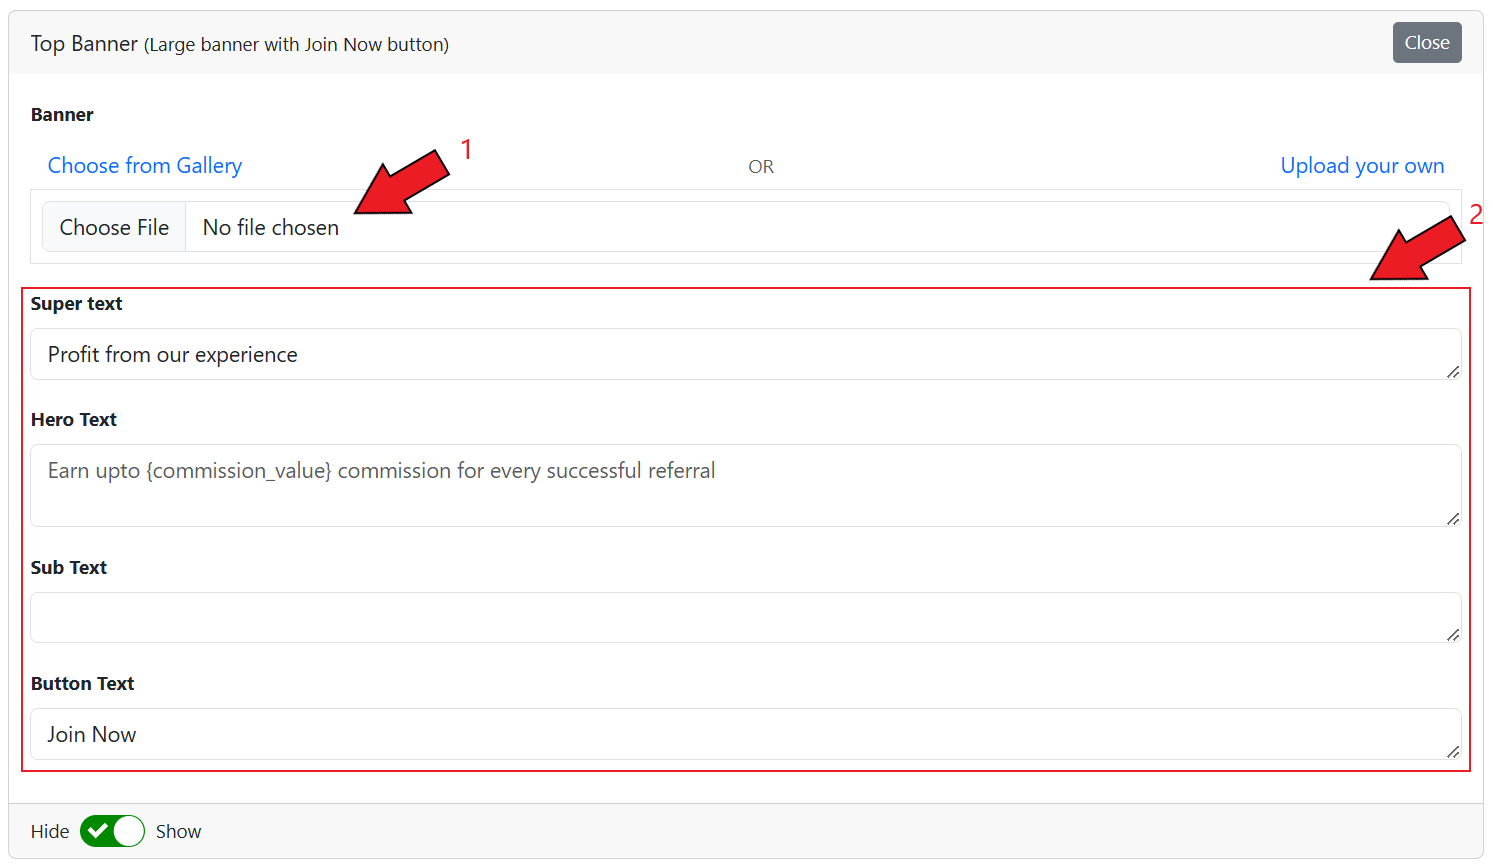 Top Banner (Large banner with Join Now button)
Close
Banner
1
Choose from Gallery
OR
Upload your own
Choose File
No file chosen
2
Super text
Profit from our experience
Hero Text
Earn upto {commission_value} commission for every successful referral
Sub Text
Button Text
Join Now
Hide
Show